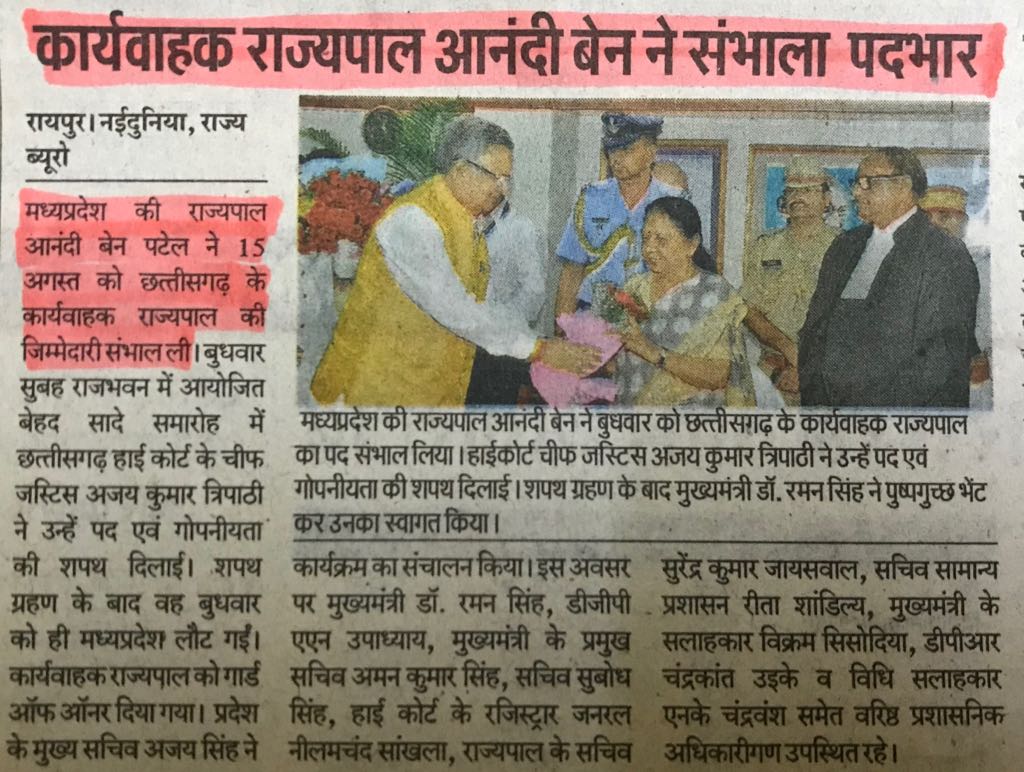 कार्यवाहक राज्यपाल आनंदी बेन ने संभाला पदभार
रायपुर। नईदुनिया, राज्य
ब्यूरो
मध्यप्रदेश की राज्यपाल
आनंदी बेन पटेल ने 15
अगस्त को छत्तीसगढ़ के
कार्यवाहक राज्यपाल की
जिम्मेदारी संभाल ली। बुधवार
सुबह राजभवन में आयोजित
बेहद सादे समारोह में
छत्तीसगढ़ हाई कोर्ट के चीफ
जस्टिस अजय कुमार त्रिपाठी
ने उन्हें पद एवं गोपनीयता
की शपथ दिलाई। शपथ
ग्रहण के बाद वह बुधवार
को ही मध्यप्रदेश लौट गईं।
कार्यवाहक राज्यपाल को गार्ड
ऑफ ऑनर दिया गया। प्रदेश
के मुख्य सचिव अजय सिंह ने
मध्यप्रदेश की राज्यपाल आनंदी बेन ने बुधवार को छत्तीसगढ़ के कार्यवाहक राज्यपाल
का पद संभाल लिया। हाईकोर्ट चीफ जस्टिस अजय कुमार त्रिपाठी ने उन्हें पद एवं
गोपनीयता की शपथ दिलाई। शपथ ग्रहण के बाद मुख्यमंत्री डॉ. रमन सिंह ने पुष्पगुच्छ भेंट
कर उनका स्वागत किया।
कार्यक्रम का संचालन किया। इस अवसर
पर मुख्यमंत्री डॉ. रमन सिंह, डीजीपी
एएन उपाध्याय, मुख्यमंत्री के प्रमुख
सचिव अमन कुमार सिंह, सचिव सुबोध
सिंह, हाई कोर्ट के रजिस्ट्रार जनरल
नीलमचंद सांखला, राज्यपाल के सचिव
सुरेंद्र कुमार जायसवाल, सचिव सामान्य
प्रशासन रीता शांडिल्य, मुख्यमंत्री के
सलाहकार विक्रम सिसोदिया, डीपीआर
चंद्रकांत उइके व विधि सलाहकार
एनके चंद्रवंश समेत वरिष्ठ प्रशासनिक
अधिकारीगण उपस्थित रहे।